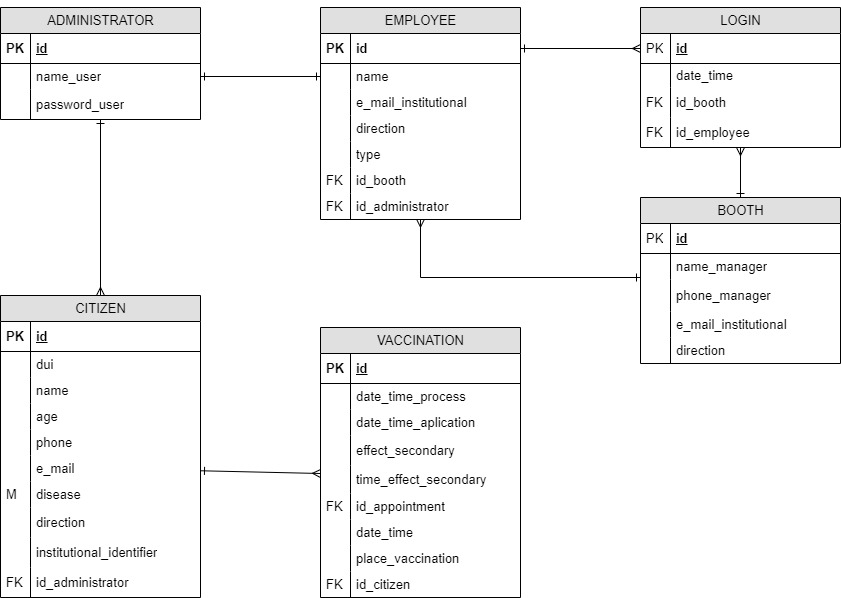 ADMINISTRATOR
PK id
name_user
password_user
EMPLOYEE
PK id
name
e_mail_institutional
direction
type
FK id_booth
FK id_administrator
LOGIN
PK id
date_time
FK id_booth
FK id_employee
BOOTH
PK id
name_manager
phone_manager
e_mail_institutional
direction
CITIZEN
PK id
dui
name
age
phone
e_mail
M disease
direction
institutional_identifier
FK id_administrator
VACCINATION
PK id
date_time_process
date_time_aplication
effect_secondary
time_effect_secondary
FK id_appointment
date_time
place_vaccination
FK id_citizen